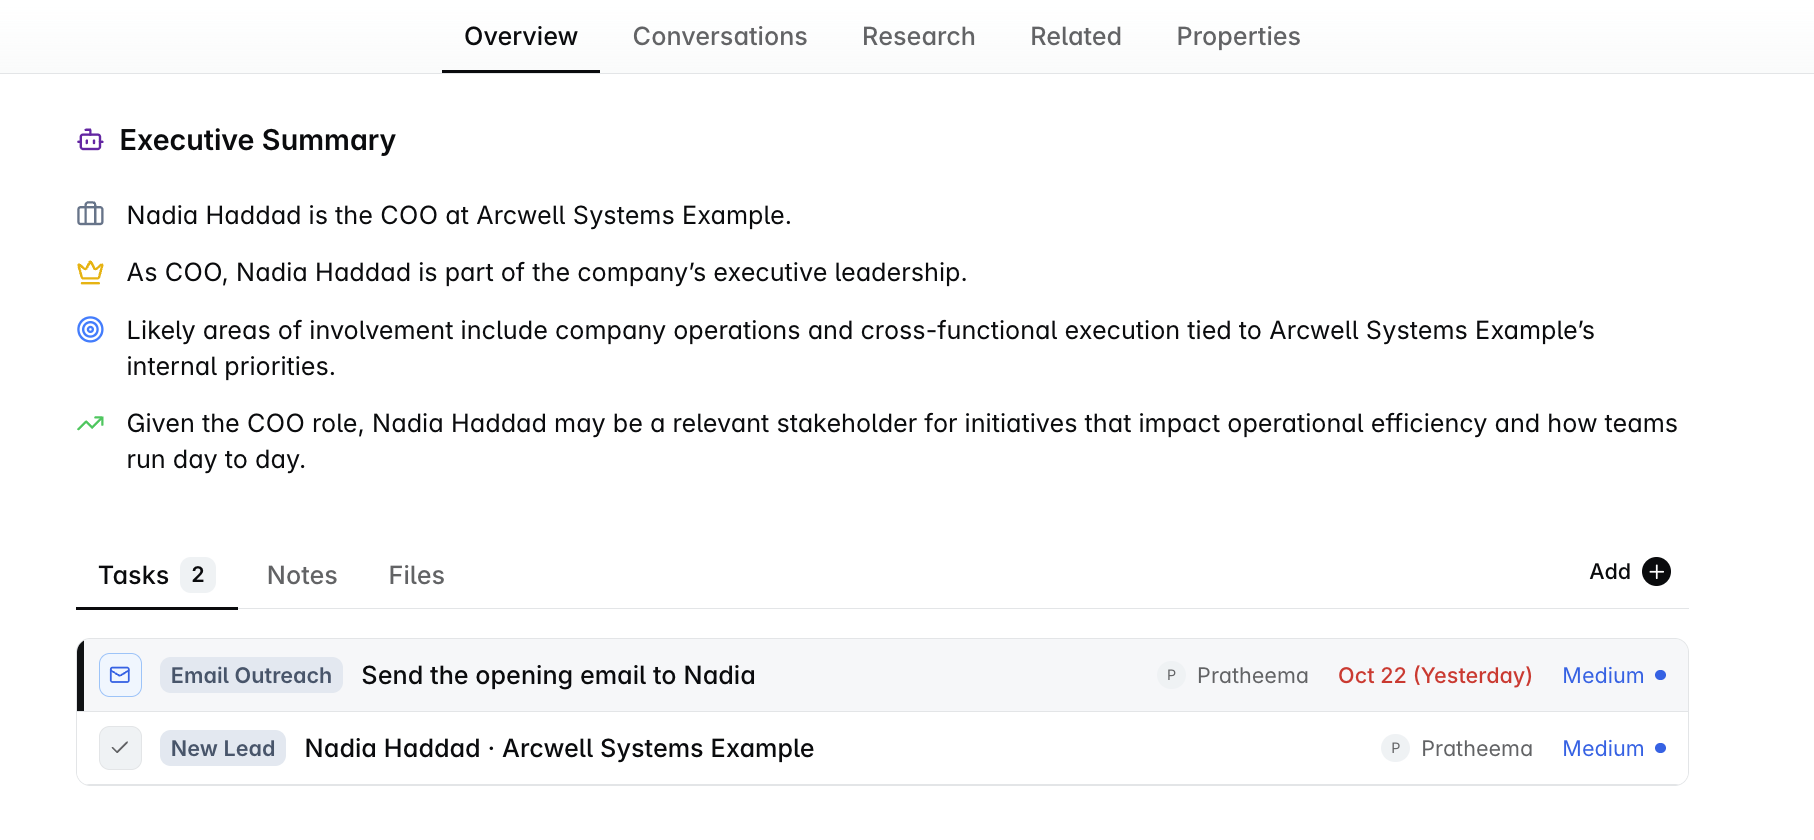 Overview Conversations Research Related Properties
Executive Summary
Nadia Haddad is the COO at Arcwell Systems Example.
As COO, Nadia Haddad is part of the company’s executive leadership.
Likely areas of involvement include company operations and cross-functional execution tied to Arcwell Systems Example’s
internal priorities.
Given the COO role, Nadia Haddad may be a relevant stakeholder for initiatives that impact operational efficiency and how teams
run day to day.
Tasks 2 Notes Files Add
Email Outreach Send the opening email to Nadia P Pratheema Oct 22 (Yesterday) Medium
New Lead Nadia Haddad · Arcwell Systems Example P Pratheema Medium